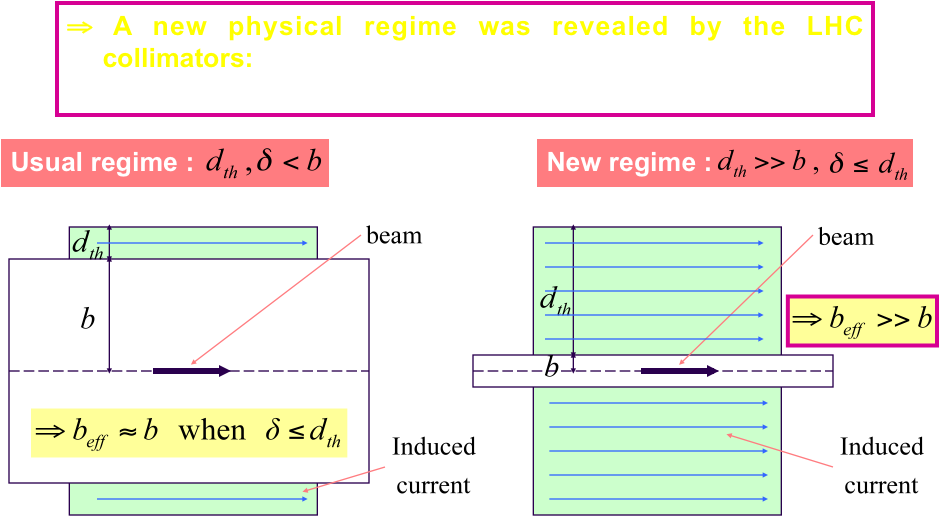 ⇒ A new physical regime was revealed by the LHC
collimators:
Usual regime : d_th , δ < b
New regime : d_th >> b , δ ≤ d_th
d_th
beam
b
⇒ b_eff ≈ b when δ ≤ d_th
Induced
current
beam
d_th
⇒ b_eff >> b
b
Induced
current